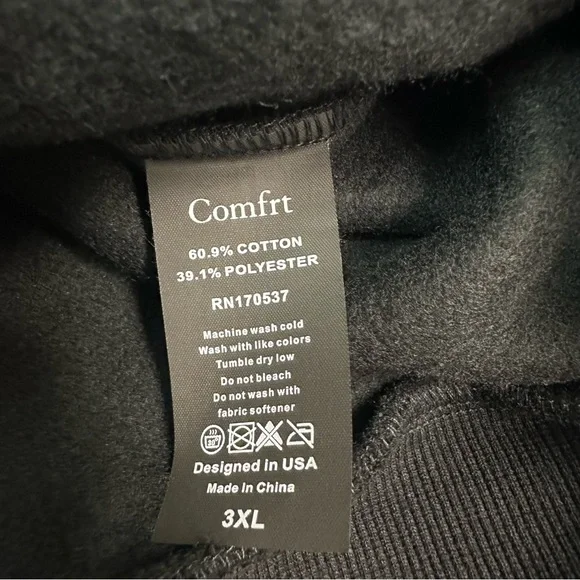 Comfrt
60.9% COTTON
39.1% POLYESTER
RN170537
Machine wash cold
Wash with like colors
Tumble dry low
Do not bleach
Do not wash with
fabric softener
30°
Designed in USA
Made in China
3XL